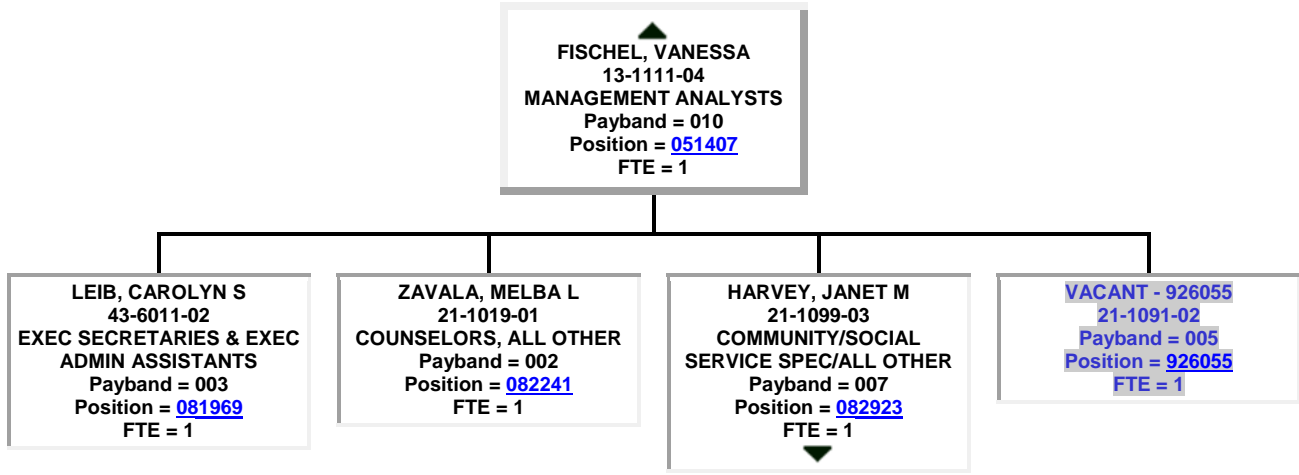 FISCHEL, VANESSA
13-1111-04
MANAGEMENT ANALYSTS
Payband = 010
Position = 051407
FTE = 1
LEIB, CAROLYN S
43-6011-02
EXEC SECRETARIES & EXEC
ADMIN ASSISTANTS
Payband = 003
Position = 081969
FTE = 1
ZAVALA, MELBA L
21-1019-01
COUNSELORS, ALL OTHER
Payband = 002
Position = 082241
FTE = 1
HARVEY, JANET M
21-1099-03
COMMUNITY/SOCIAL
SERVICE SPEC/ALL OTHER
Payband = 007
Position = 082923
FTE = 1
VACANT - 926055
21-1091-02
Payband = 005
Position = 926055
FTE = 1